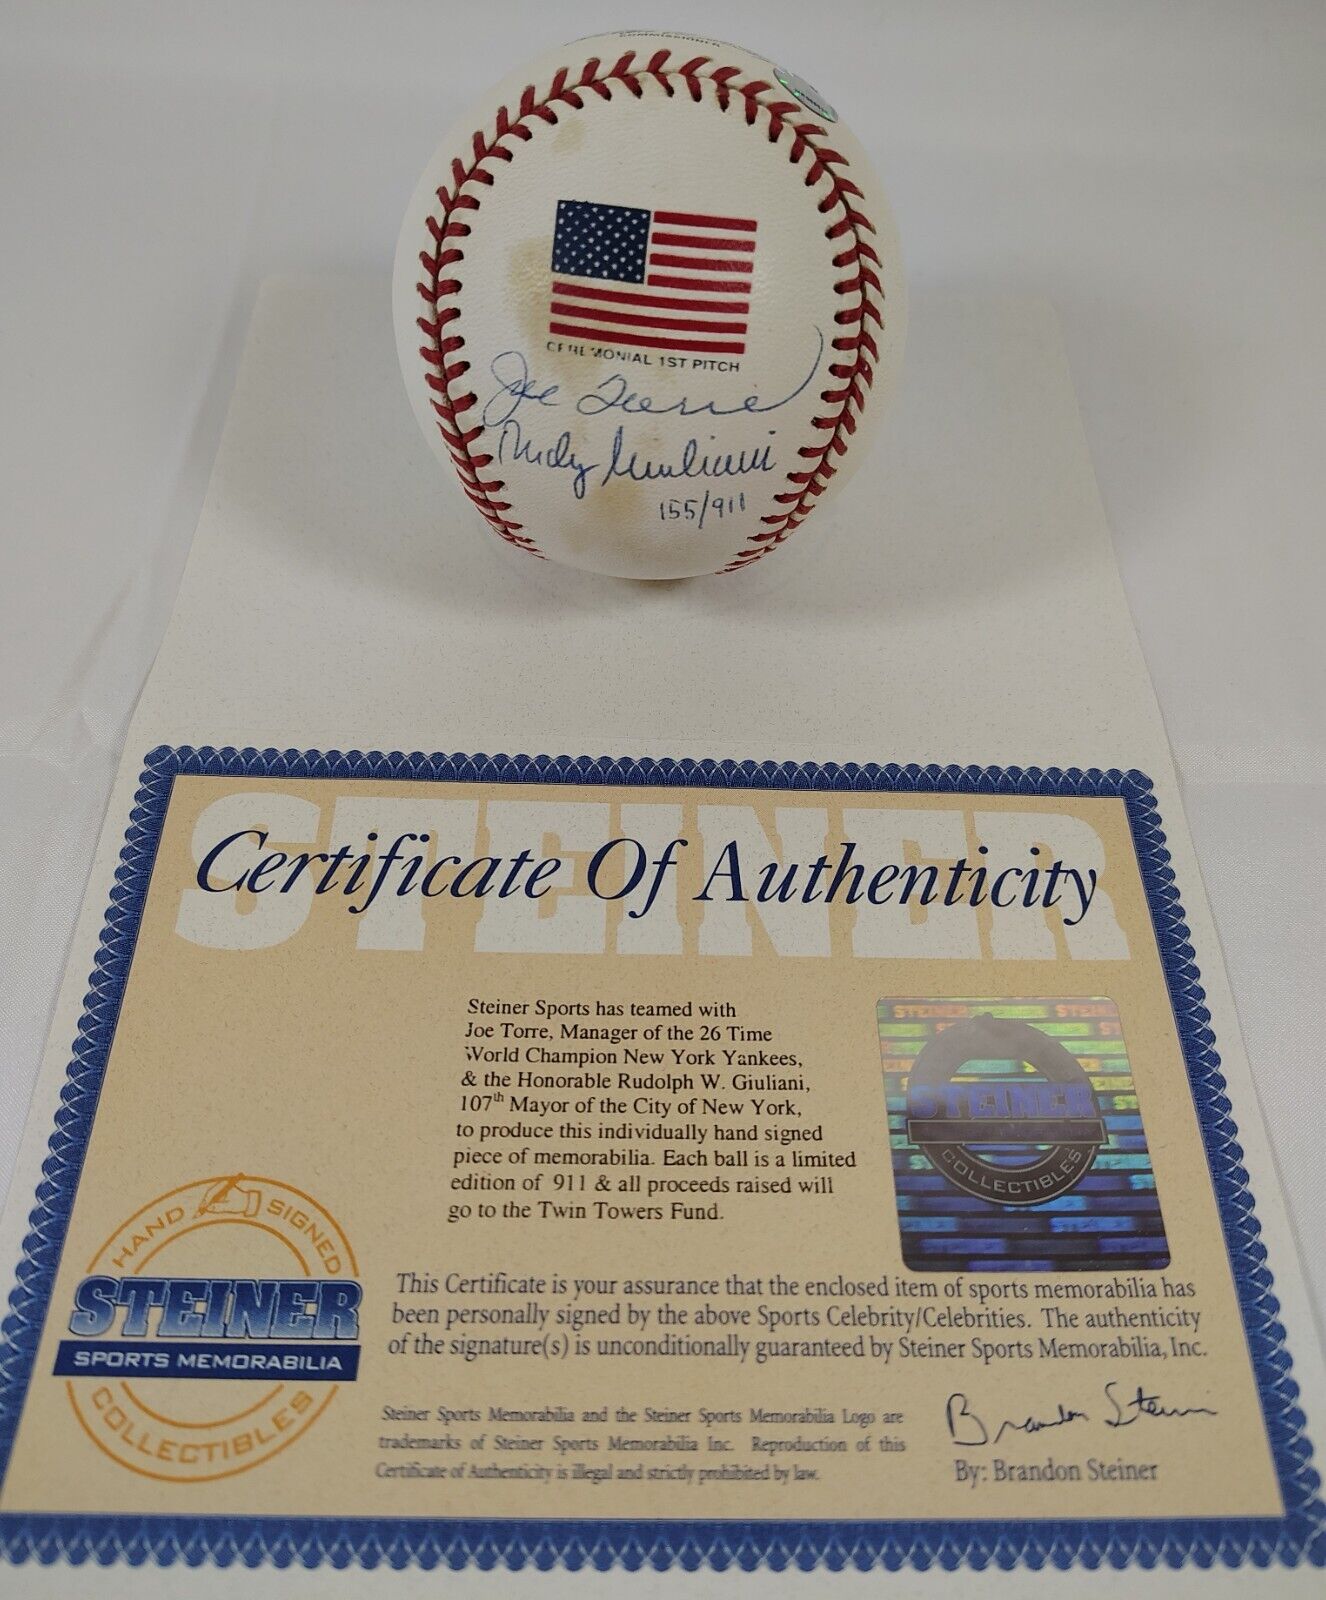 COMMISSIONER
CEREMONIAL 1ST PITCH
Joe Torre
Rudy Giuliani
155/911
STEINER
Certificate Of Authenticity
Steiner Sports has teamed with
Joe Torre, Manager of the 26 Time
World Champion New York Yankees,
& the Honorable Rudolph W. Giuliani,
107th Mayor of the City of New York,
to produce this individually hand signed
piece of memorabilia. Each ball is a limited
edition of 911 & all proceeds raised will
go to the Twin Towers Fund.
STEINER
STEINER
COLLECTIBLES
HAND SIGNED
STEINER
SPORTS MEMORABILIA
COLLECTIBLES
This Certificate is your assurance that the enclosed item of sports memorabilia has
been personally signed by the above Sports Celebrity/Celebrities. The authenticity
of the signature(s) is unconditionally guaranteed by Steiner Sports Memorabilia, Inc.
Steiner Sports Memorabilia and the Steiner Sports Memorabilia Logo are
trademarks of Steiner Sports Memorabilia Inc. Reproduction of this
Certificate of Authenticity is illegal and strictly prohibited by law.
Brandon Steiner
By: Brandon Steiner